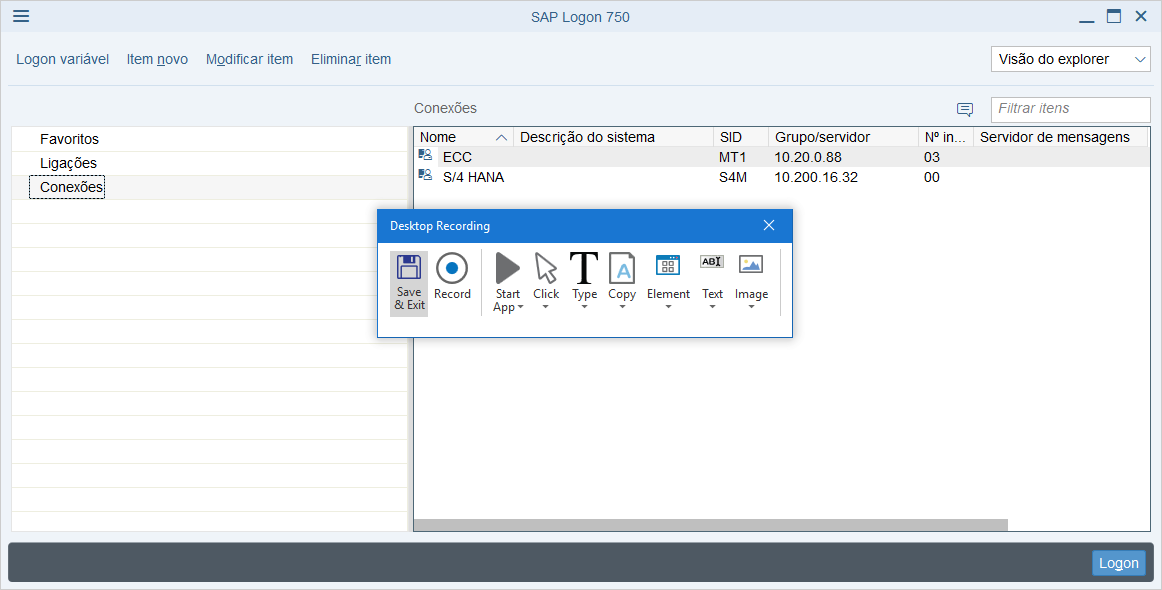 SAP Logon 750
Logon variável Item novo Modificar item Eliminar item Visão do explorer
Conexões Filtrar itens
Favoritos
Ligações
Conexões
Nome Descrição do sistema SID Grupo/servidor Nº in... Servidor de mensagens
ECC MT1 10.20.0.88 03
S/4 HANA S4M 10.200.16.32 00
Desktop Recording
Save & Exit
Record
Start App
Click
Type
Copy
Element
ABI
Text
Image
Logon